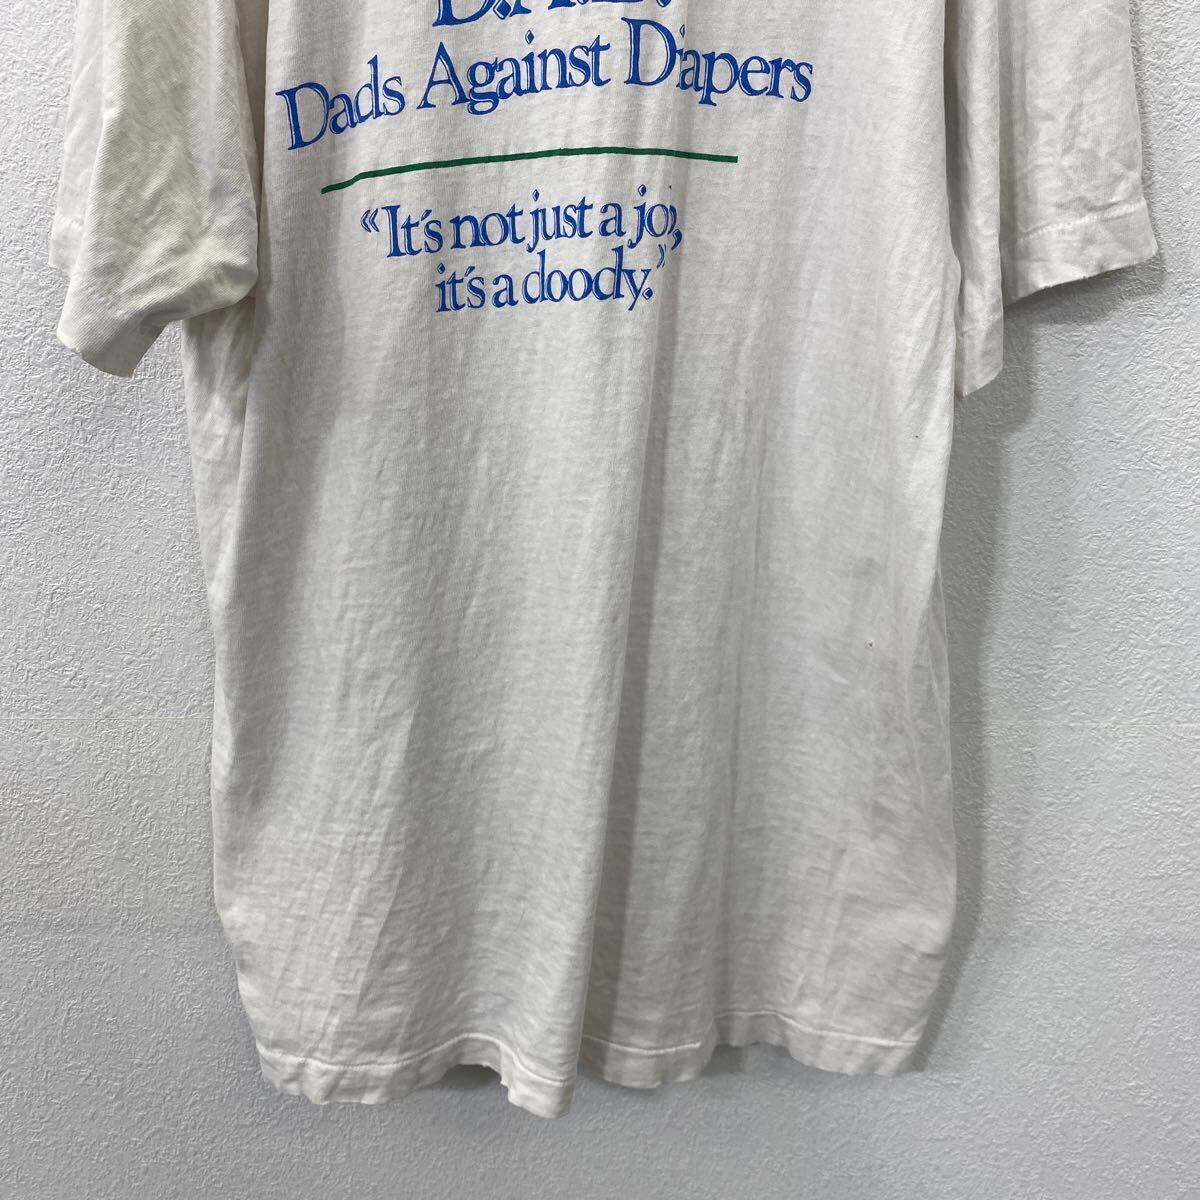 D.A.D.
Dads Against Diapers
“It's not just a job,
it's a doody.”